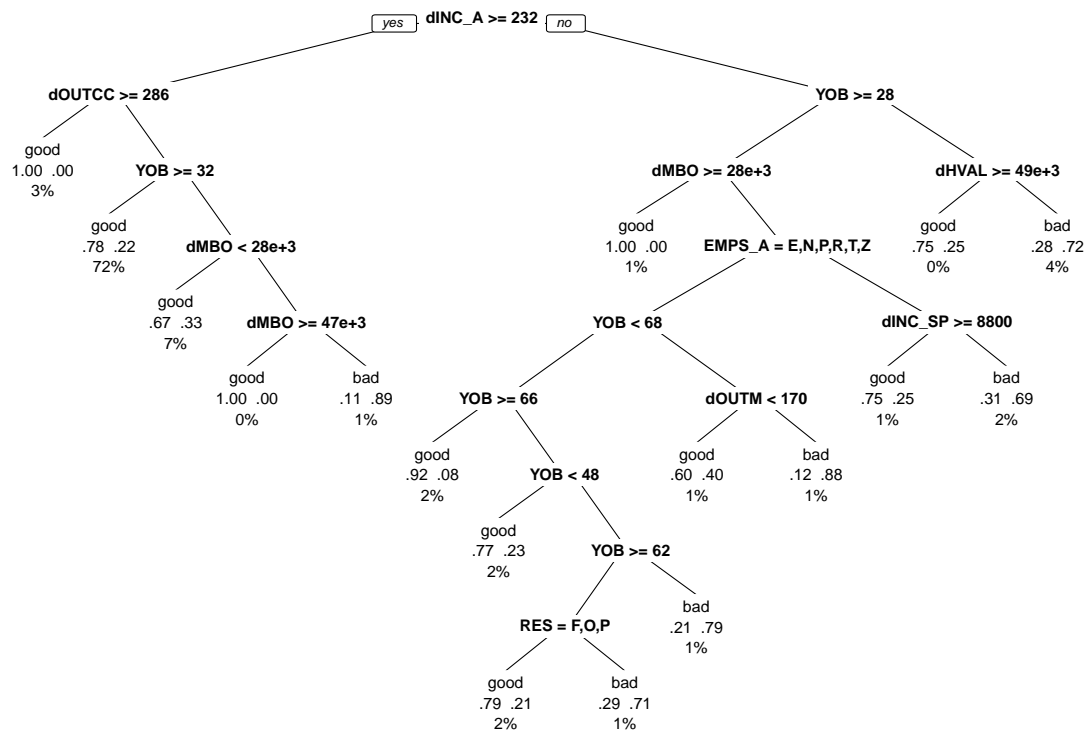 yes dINC_A >= 232 no
dOUTCC >= 286 YOB >= 28
good
1.00 .00
3%
YOB >= 32 dMBO >= 28e+3 dHVAL >= 49e+3
good
.78 .22
72%
dMBO < 28e+3
good
1.00 .00
1%
EMPS_A = E,N,P,R,T,Z
good
.75 .25
0%
bad
.28 .72
4%
good
.67 .33
7%
dMBO >= 47e+3 YOB < 68 dINC_SP >= 8800
good
1.00 .00
0%
bad
.11 .89
1%
YOB >= 66 dOUTM < 170
good
.75 .25
1%
bad
.31 .69
2%
good
.92 .08
2%
YOB < 48
good
.60 .40
1%
bad
.12 .88
1%
good
.77 .23
2%
YOB >= 62
RES = F,O,P
bad
.21 .79
1%
good
.79 .21
2%
bad
.29 .71
1%